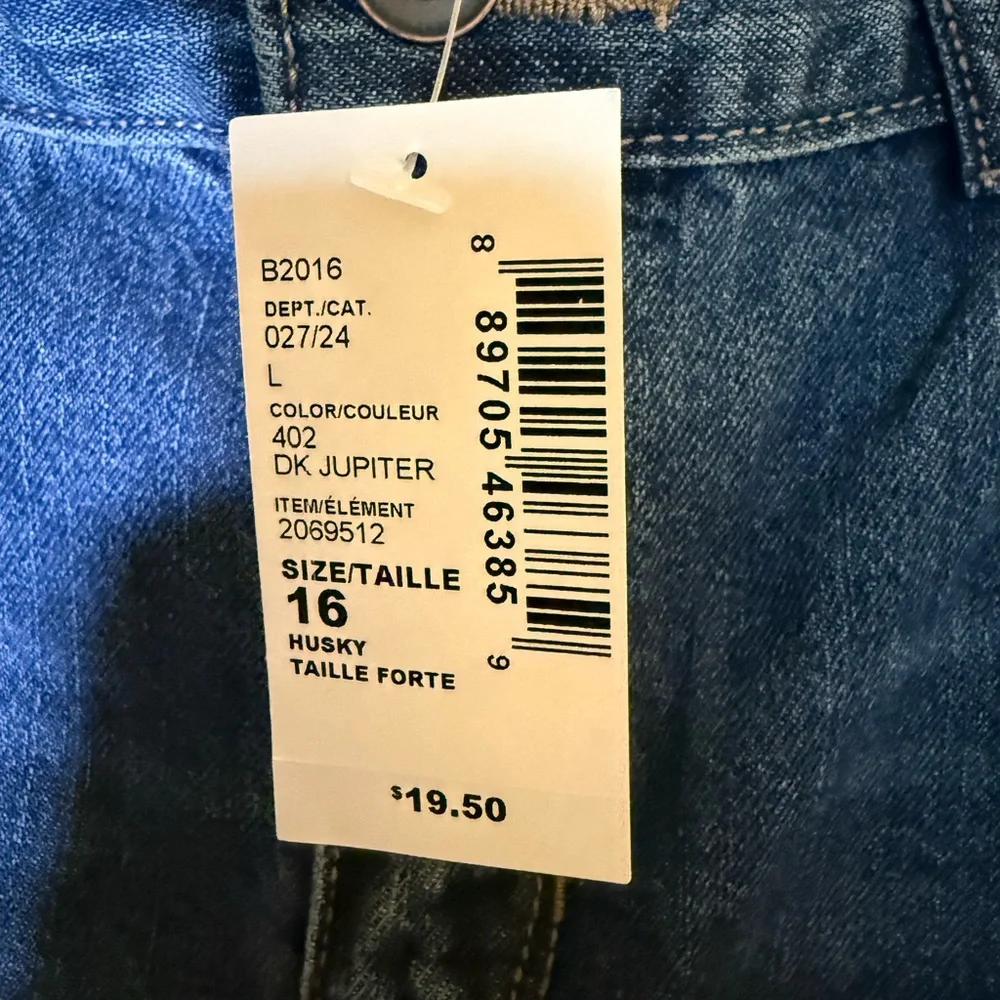 B2016
DEPT./CAT.
027/24
L
COLOR/COULEUR
402
DK JUPITER
ITEM/ÉLÉMENT
2069512
SIZE/TAILLE
16
HUSKY
TAILLE FORTE
$19.50
8 89705 46385 9